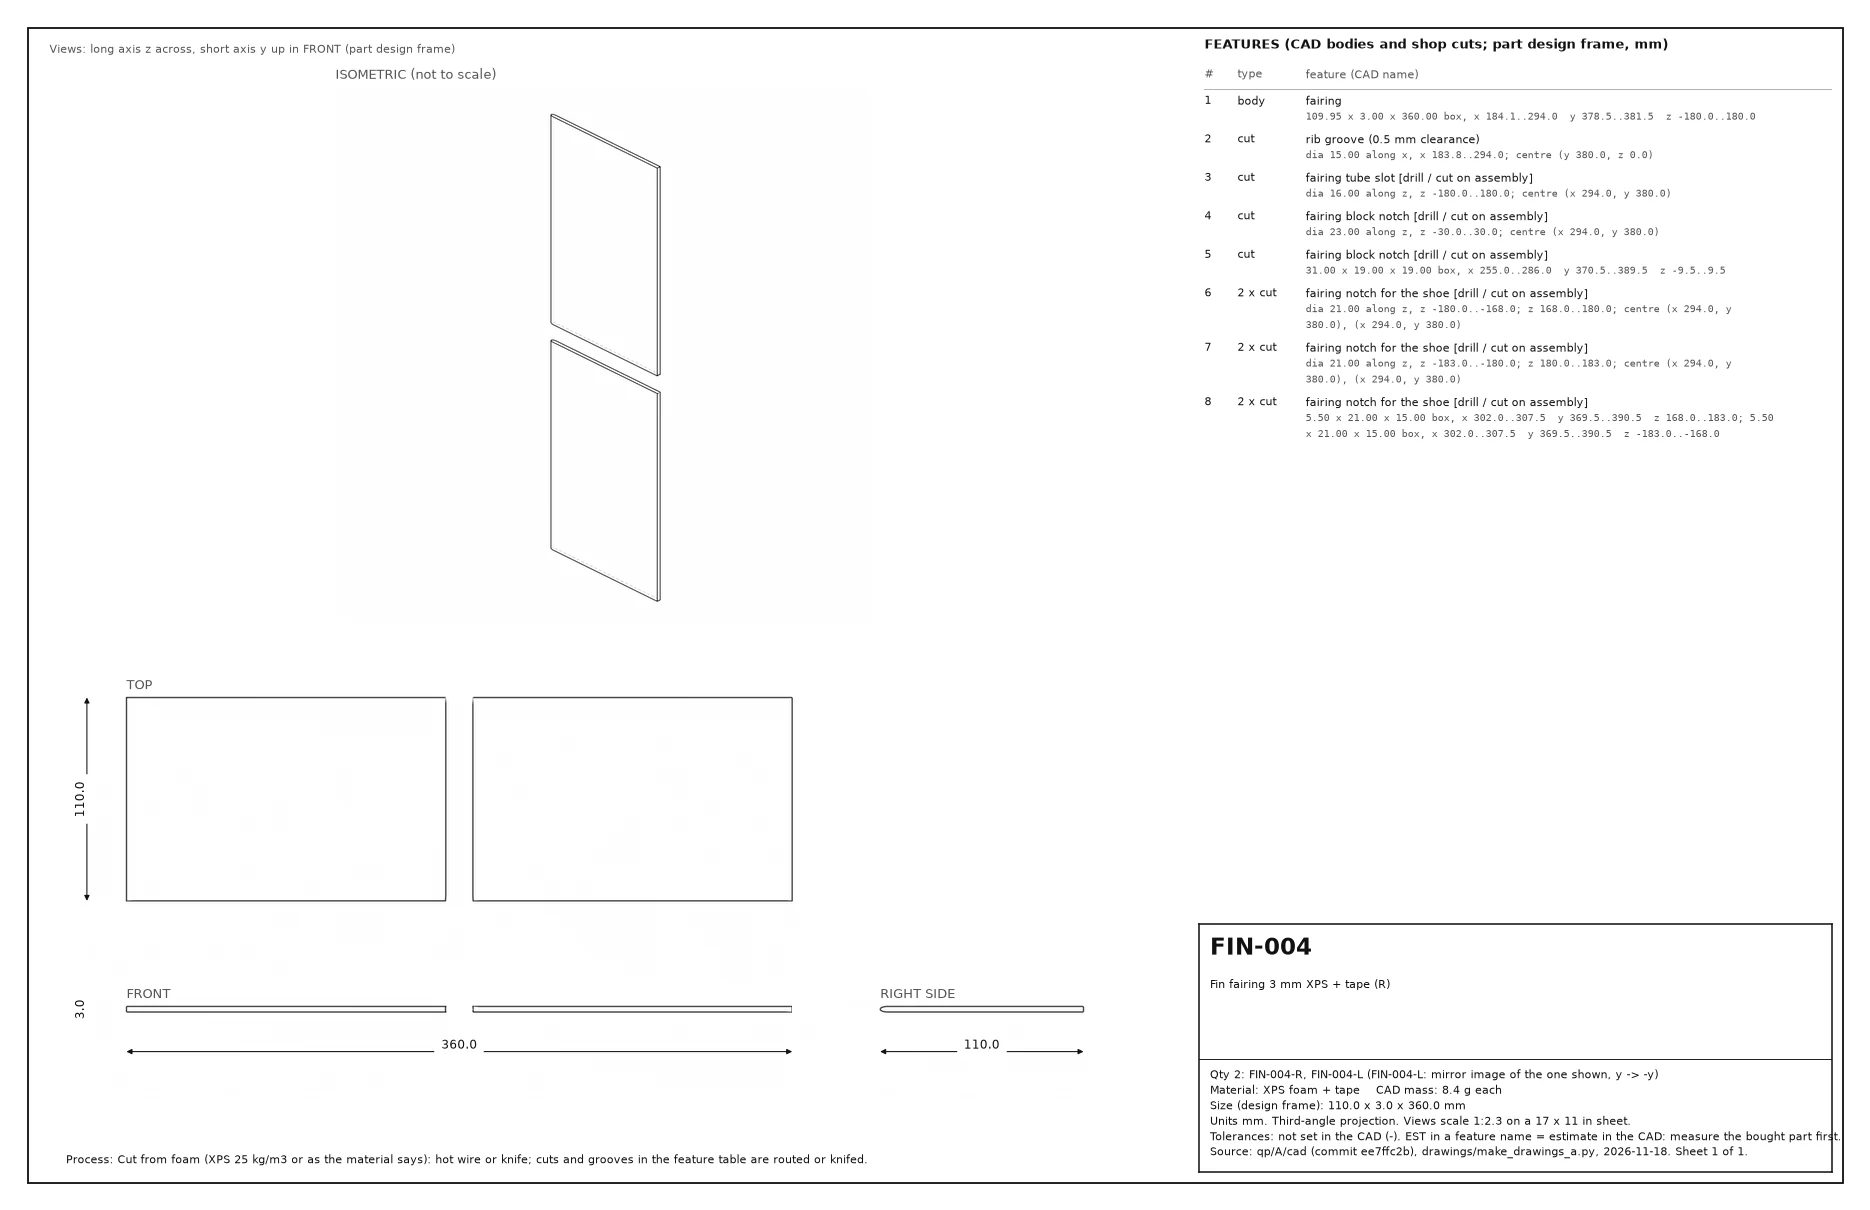 Views: long axis z across, short axis y up in FRONT (part design frame)
ISOMETRIC (not to scale)
TOP
110.0
FRONT
3.0
360.0
RIGHT SIDE
110.0
Process: Cut from foam (XPS 25 kg/m3 or as the material says): hot wire or knife; cuts and grooves in the feature table are routed or knifed.
FEATURES (CAD bodies and shop cuts; part design frame, mm)
# type feature (CAD name)
1 body fairing
109.95 x 3.00 x 360.00 box, x 184.1..294.0 y 378.5..381.5 z -180.0..180.0
2 cut rib groove (0.5 mm clearance)
dia 15.00 along x, x 183.8..294.0; centre (y 380.0, z 0.0)
3 cut fairing tube slot [drill / cut on assembly]
dia 16.00 along z, z -180.0..180.0; centre (x 294.0, y 380.0)
4 cut fairing block notch [drill / cut on assembly]
dia 23.00 along z, z -30.0..30.0; centre (x 294.0, y 380.0)
5 cut fairing block notch [drill / cut on assembly]
31.00 x 19.00 x 19.00 box, x 255.0..286.0 y 370.5..389.5 z -9.5..9.5
6 2 x cut fairing notch for the shoe [drill / cut on assembly]
dia 21.00 along z, z -180.0..-168.0; z 168.0..180.0; centre (x 294.0, y
380.0), (x 294.0, y 380.0)
7 2 x cut fairing notch for the shoe [drill / cut on assembly]
dia 21.00 along z, z -183.0..-180.0; z 180.0..183.0; centre (x 294.0, y
380.0), (x 294.0, y 380.0)
8 2 x cut fairing notch for the shoe [drill / cut on assembly]
5.50 x 21.00 x 15.00 box, x 302.0..307.5 y 369.5..390.5 z 168.0..183.0; 5.50
x 21.00 x 15.00 box, x 302.0..307.5 y 369.5..390.5 z -183.0..-168.0
FIN-004
Fin fairing 3 mm XPS + tape (R)
Qty 2: FIN-004-R, FIN-004-L (FIN-004-L: mirror image of the one shown, y -> -y)
Material: XPS foam + tape CAD mass: 8.4 g each
Size (design frame): 110.0 x 3.0 x 360.0 mm
Units mm. Third-angle projection. Views scale 1:2.3 on a 17 x 11 in sheet.
Tolerances: not set in the CAD (-). EST in a feature name = estimate in the CAD: measure the bought part first.
Source: qp/A/cad (commit ee7ffc2b), drawings/make_drawings_a.py, 2026-11-18. Sheet 1 of 1.